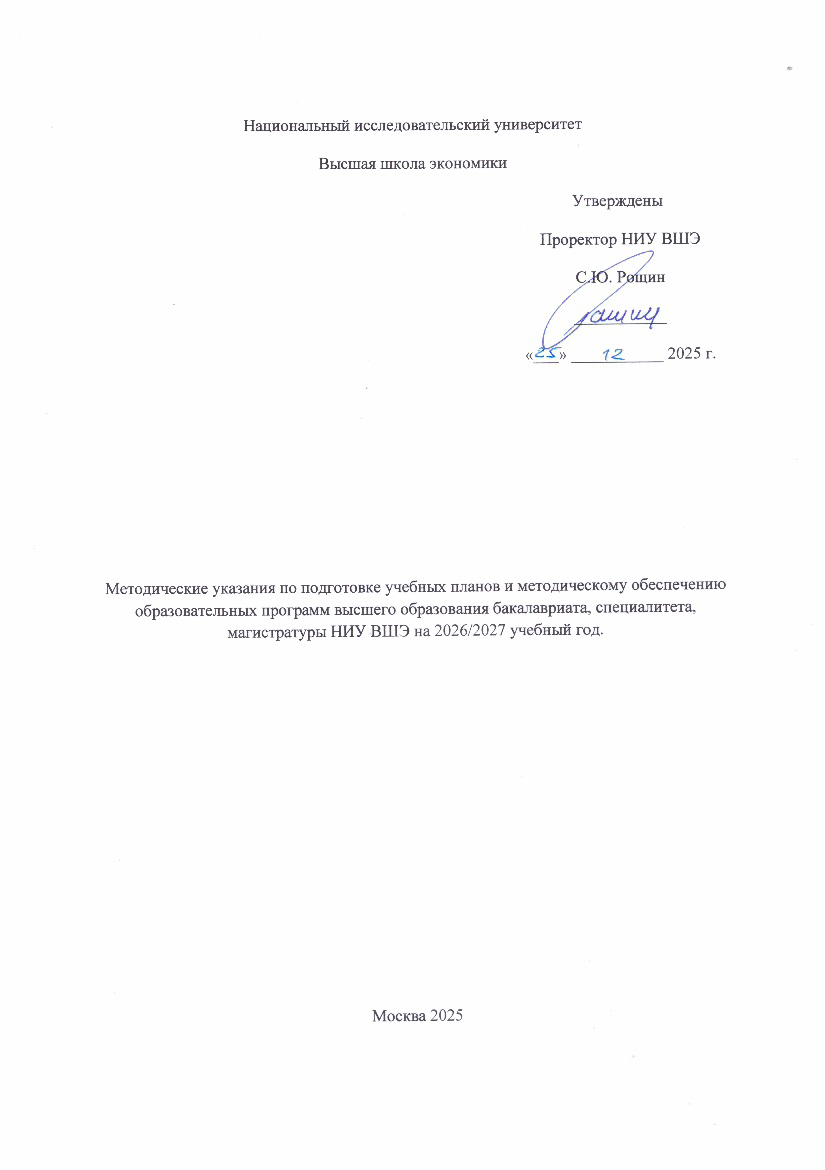 Национальный исследовательский университет
Высшая школа экономики
Утверждены
Проректор НИУ ВШЭ
С.Ю. Рощин
«25» 12 2025 г.
Методические указания по подготовке учебных планов и методическому обеспечению
образовательных программ высшего образования бакалавриата, специалитета,
магистратуры НИУ ВШЭ на 2026/2027 учебный год.
Москва 2025